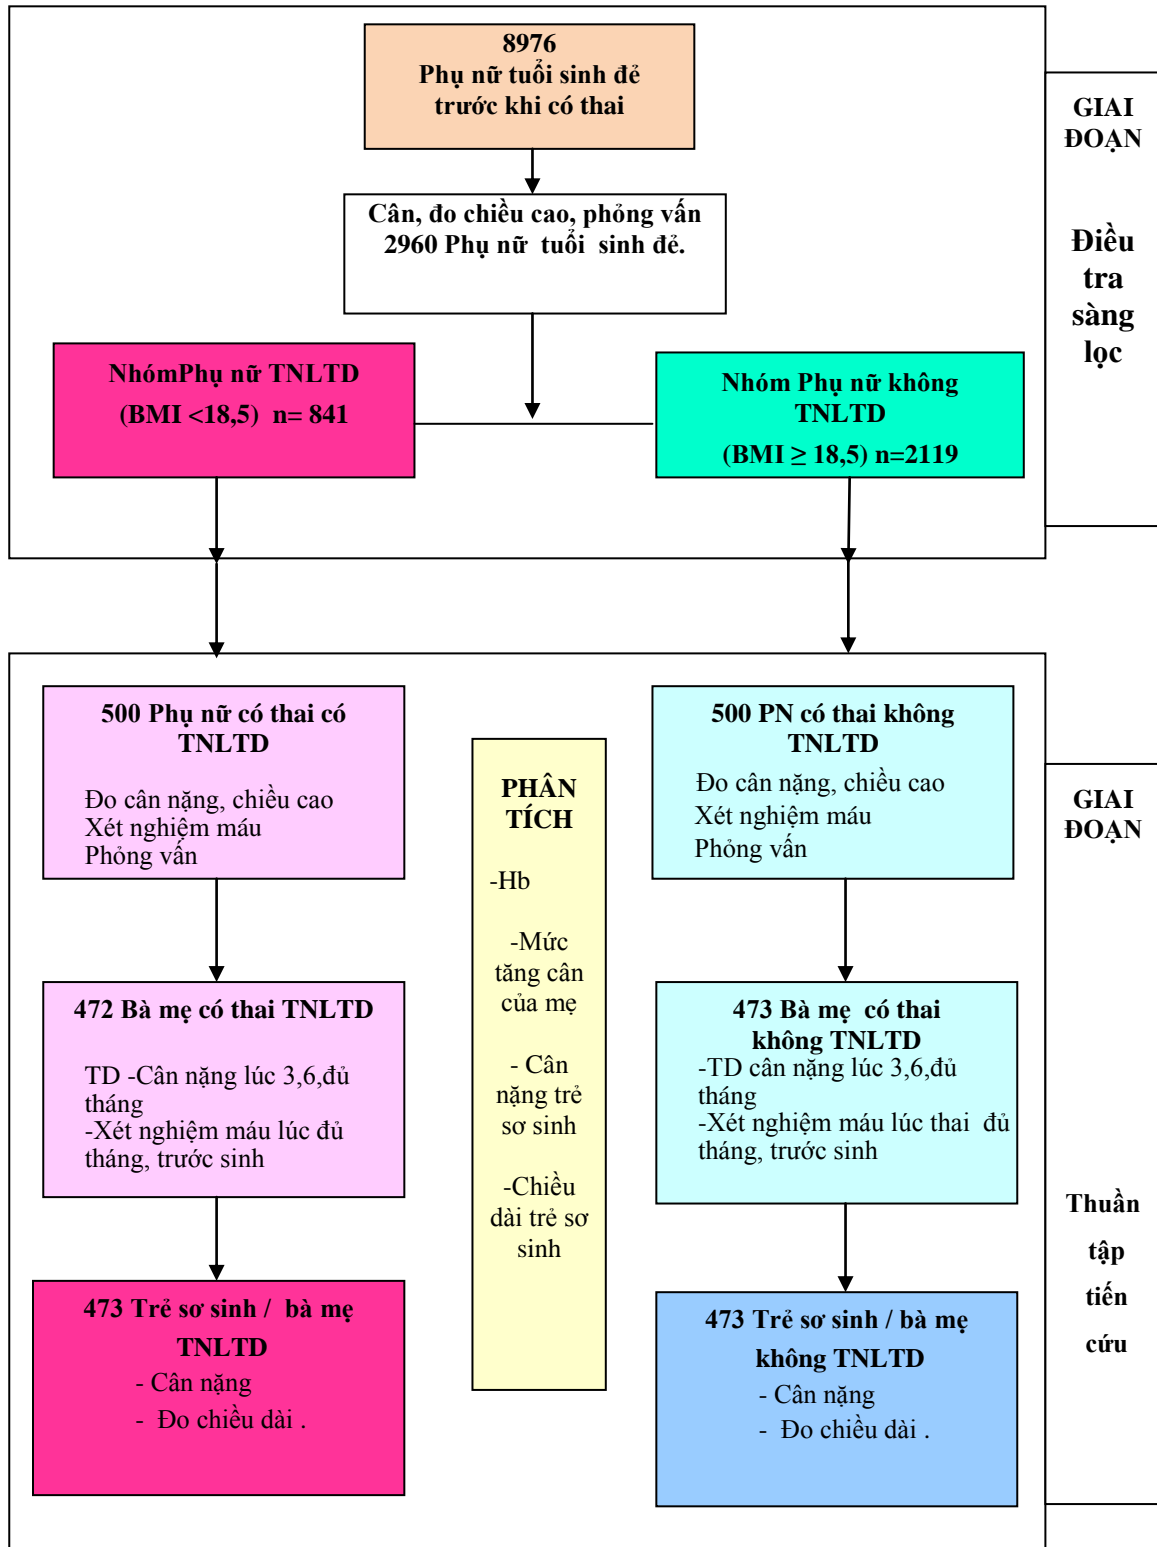 8976
Phụ nữ tuổi sinh đẻ
trước khi có thai
GIAI
ĐOẠN
Điều
tra
sàng
lọc
Cân, đo chiều cao, phỏng vấn
2960 Phụ nữ tuổi sinh đẻ.
NhómPhụ nữ TNLTD
(BMI <18,5) n= 841
Nhóm Phụ nữ không
TNLTD
(BMI ≥ 18,5) n=2119
500 Phụ nữ có thai có
TNLTD
Đo cân nặng, chiều cao
Xét nghiệm máu
Phỏng vấn
PHÂN
TÍCH
-Hb
-Mức
tăng cân
của mẹ
- Cân
nặng trẻ
sơ sinh
-Chiều
dài trẻ sơ
sinh
500 PN có thai không
TNLTD
Đo cân nặng, chiều cao
Xét nghiệm máu
Phỏng vấn
GIAI
ĐOẠN
Thuần
tập
tiến
cứu
472 Bà mẹ có thai TNLTD
TD -Cân nặng lúc 3,6,đủ
tháng
-Xét nghiệm máu lúc đủ
tháng, trước sinh
473 Bà mẹ có thai
không TNLTD
-TD cân nặng lúc 3,6,đủ
tháng
-Xét nghiệm máu lúc thai đủ
tháng, trước sinh
473 Trẻ sơ sinh / bà mẹ
TNLTD
- Cân nặng
- Đo chiều dài .
473 Trẻ sơ sinh / bà mẹ
không TNLTD
- Cân nặng
- Đo chiều dài .